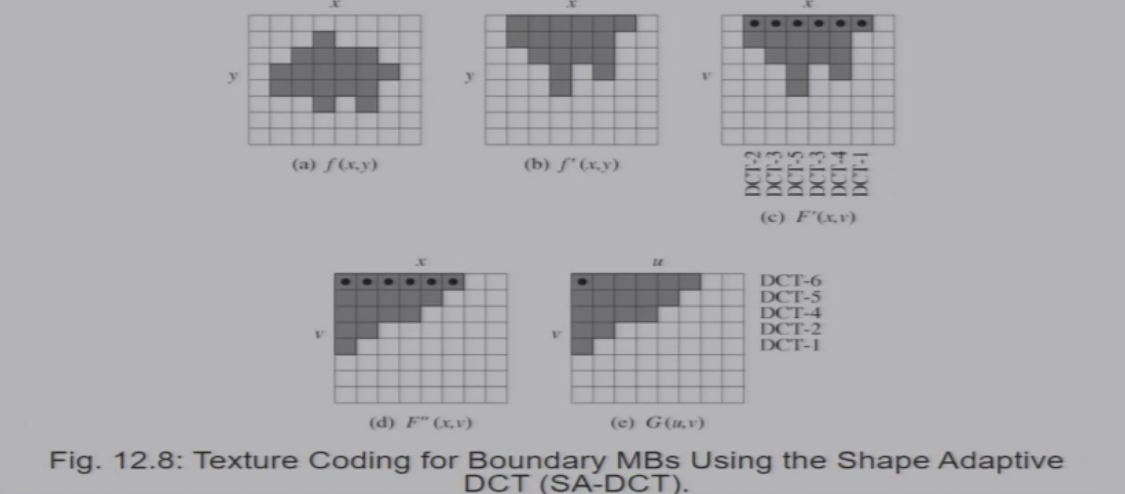 x x x
y y v
(a) f(x,y) (b) f'(x,y)
DCT-2 DCT-3 DCT-5 DCT-3 DCT-4 DCT-1
(c) F'(x,v)
x u
v v
DCT-6
DCT-5
DCT-4
DCT-2
DCT-1
(d) F"(x,v) (e) G(u,v)
Fig. 12.8: Texture Coding for Boundary MBs Using the Shape Adaptive
DCT (SA-DCT).